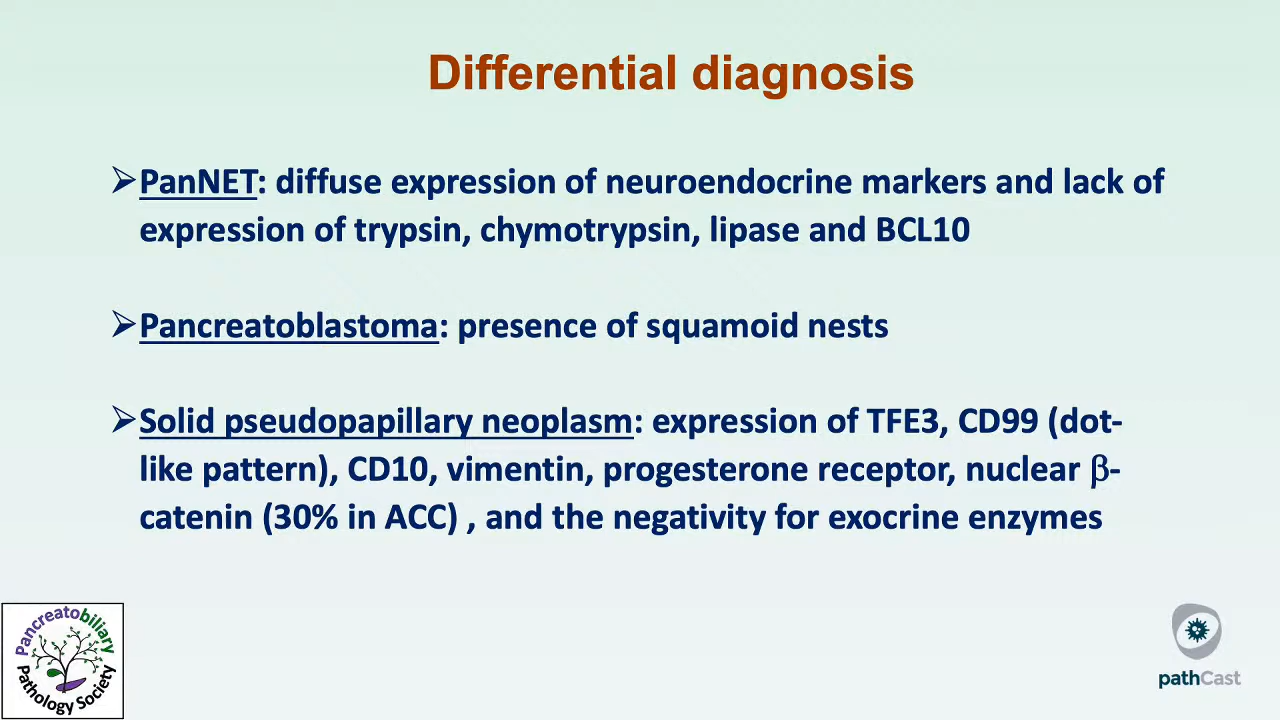 Differential diagnosis
➢PanNET: diffuse expression of neuroendocrine markers and lack of
expression of trypsin, chymotrypsin, lipase and BCL10
➢Pancreatoblastoma: presence of squamoid nests
➢Solid pseudopapillary neoplasm: expression of TFE3, CD99 (dot-
like pattern), CD10, vimentin, progesterone receptor, nuclear β-
catenin (30% in ACC) , and the negativity for exocrine enzymes
Pancreatobiliary
Pathology Society
pathCast